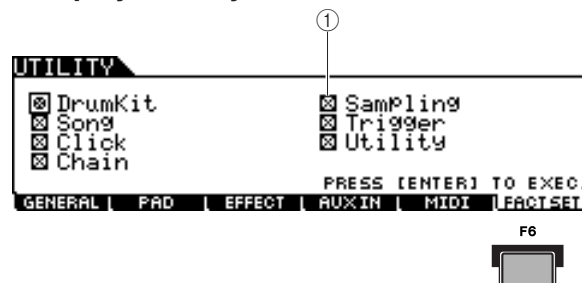 ①
UTILITY
DrumKit
Song
Click
Chain
Sampling
Trigger
Utility
PRESS [ENTER] TO EXEC.
GENERAL PAD EFFECT AUXIN MIDI FACTSET
F6